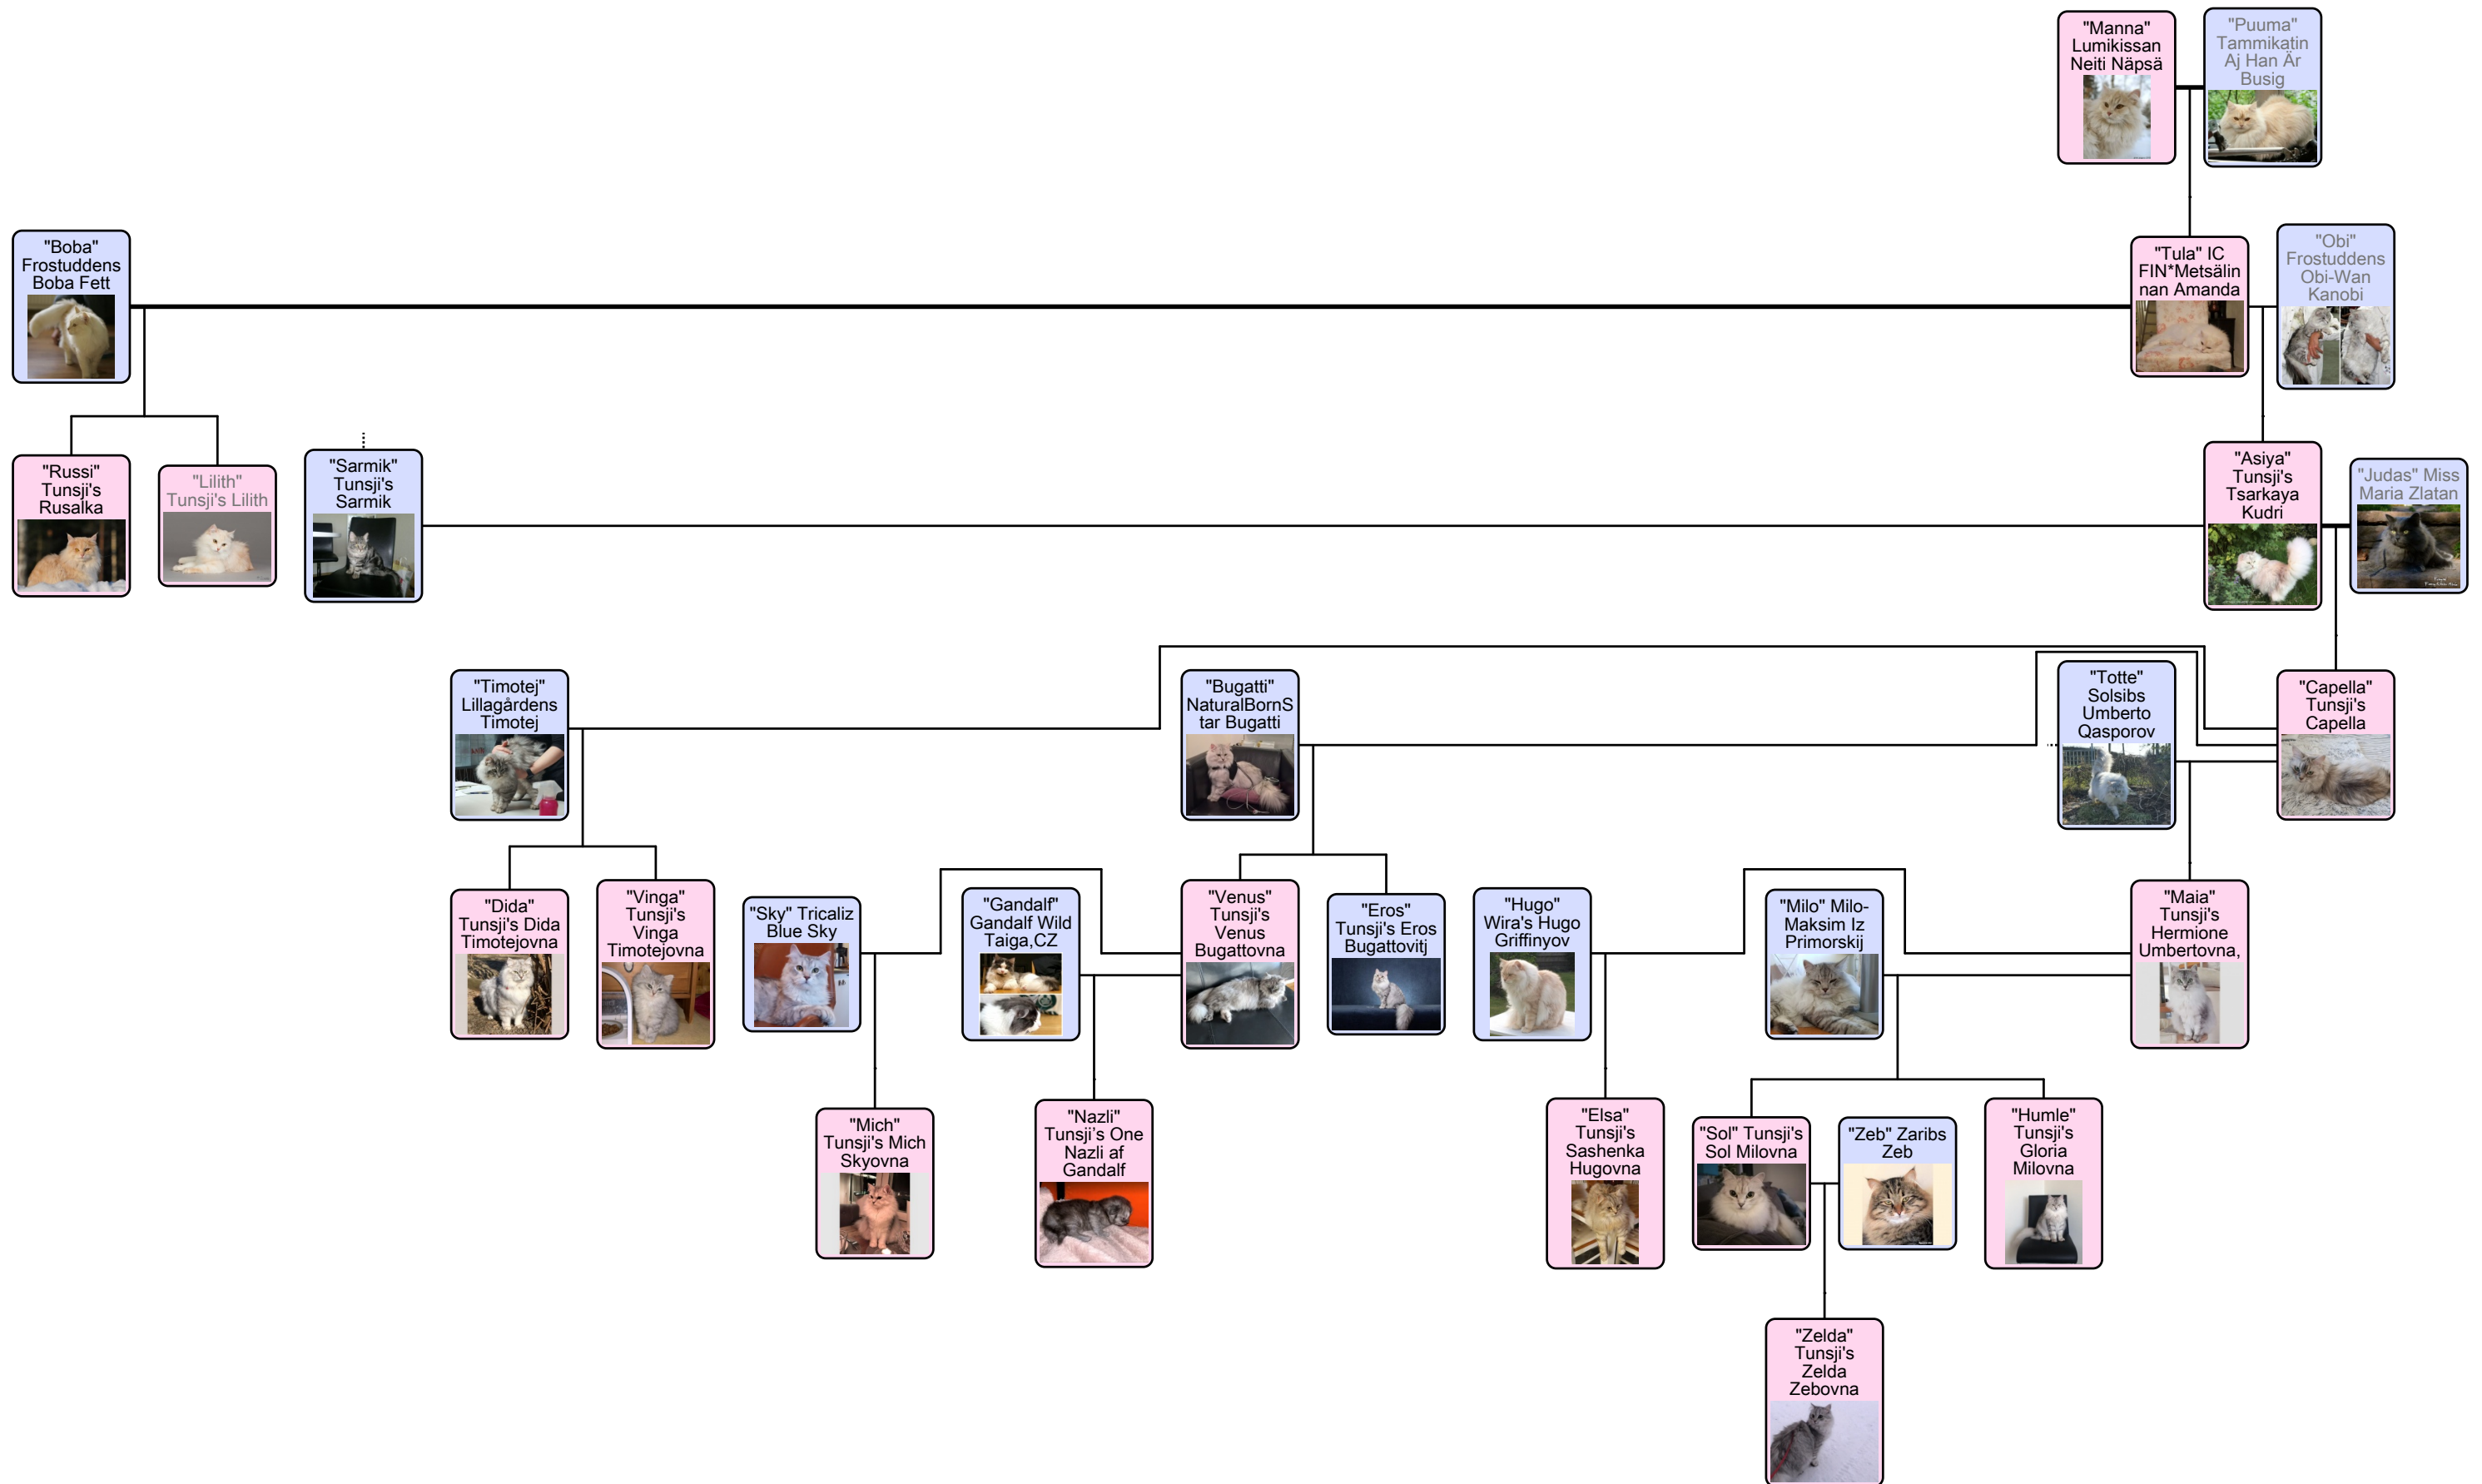 "Manna"
Lumikissan
Neiti Näpsä
"Puuma"
Tammikatin
Aj Han Är
Busig
"Boba"
Frostuddens
Boba Fett
"Tula" IC
FIN*Metsälin
nan Amanda
"Obi"
Frostuddens
Obi-Wan
Kanobi
"Russi"
Tunsji's
Rusalka
"Lilith"
Tunsji's Lilith
"Sarmik"
Tunsji's
Sarmik
"Asiya"
Tunsji's
Tsarkaya
Kudri
"Judas" Miss
Maria Zlatan
"Timotej"
Lillagårdens
Timotej
"Bugatti"
NaturalBornS
tar Bugatti
"Totte"
Solsibs
Umberto
Qasporov
"Capella"
Tunsji's
Capella
"Dida"
Tunsji's Dida
Timotejovna
"Vinga"
Tunsji's
Vinga
Timotejovna
"Sky" Tricaliz
Blue Sky
"Gandalf"
Gandalf Wild
Taiga,CZ
"Venus"
Tunsji's
Venus
Bugattovna
"Eros"
Tunsji's Eros
Bugattovitj
"Hugo"
Wira's Hugo
Griffinyov
"Milo" Milo-
Maksim Iz
Primorskij
"Maia"
Tunsji's
Hermione
Umbertovna,
"Mich"
Tunsji's Mich
Skyovna
"Nazli"
Tunsji's One
Nazli af
Gandalf
"Elsa"
Tunsji's
Sashenka
Hugovna
"Sol" Tunsji's
Sol Milovna
"Zeb" Zaribs
Zeb
"Humle"
Tunsji's
Gloria
Milovna
"Zelda"
Tunsji's
Zelda
Zebovna